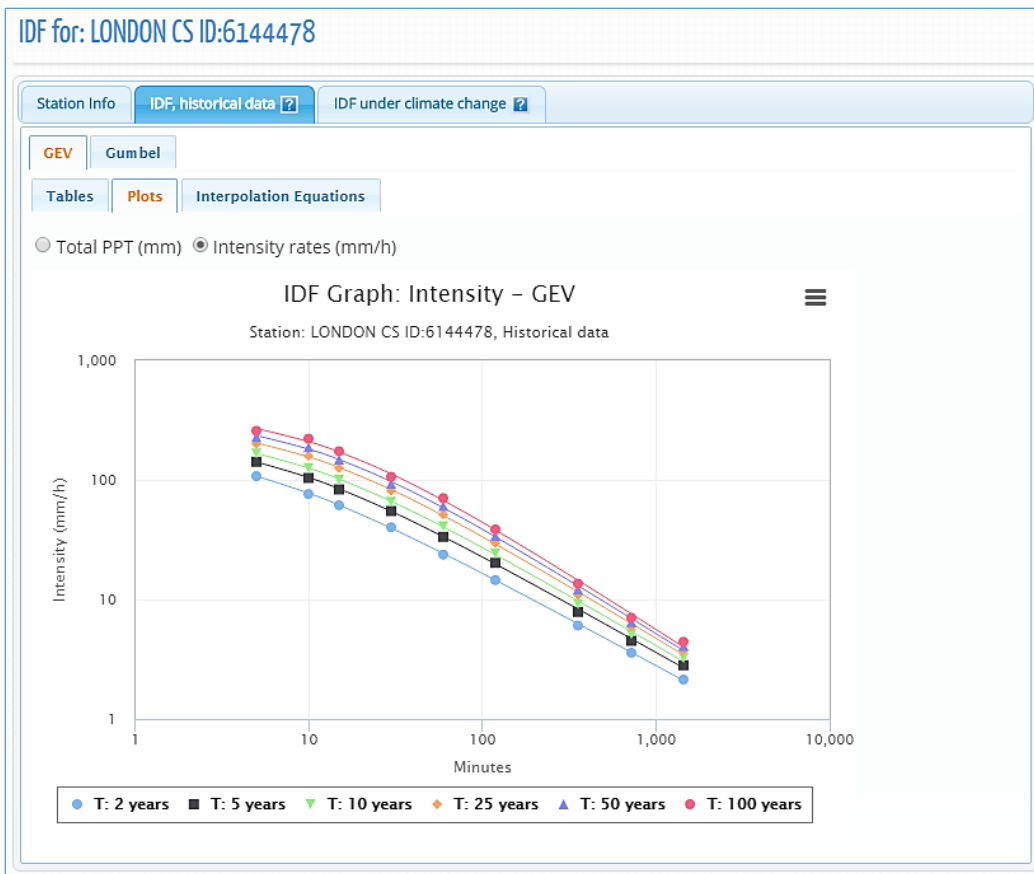 IDF for: LONDON CS ID:6144478
Station Info IDF, historical data ? IDF under climate change ?
GEV Gumbel
Tables Plots Interpolation Equations
Total PPT (mm) Intensity rates (mm/h)
IDF Graph: Intensity – GEV
Station: LONDON CS ID:6144478, Historical data
1,000
100
10
1
Intensity (mm/h)
1 10 100 1,000 10,000
Minutes
T: 2 years T: 5 years T: 10 years T: 25 years T: 50 years T: 100 years